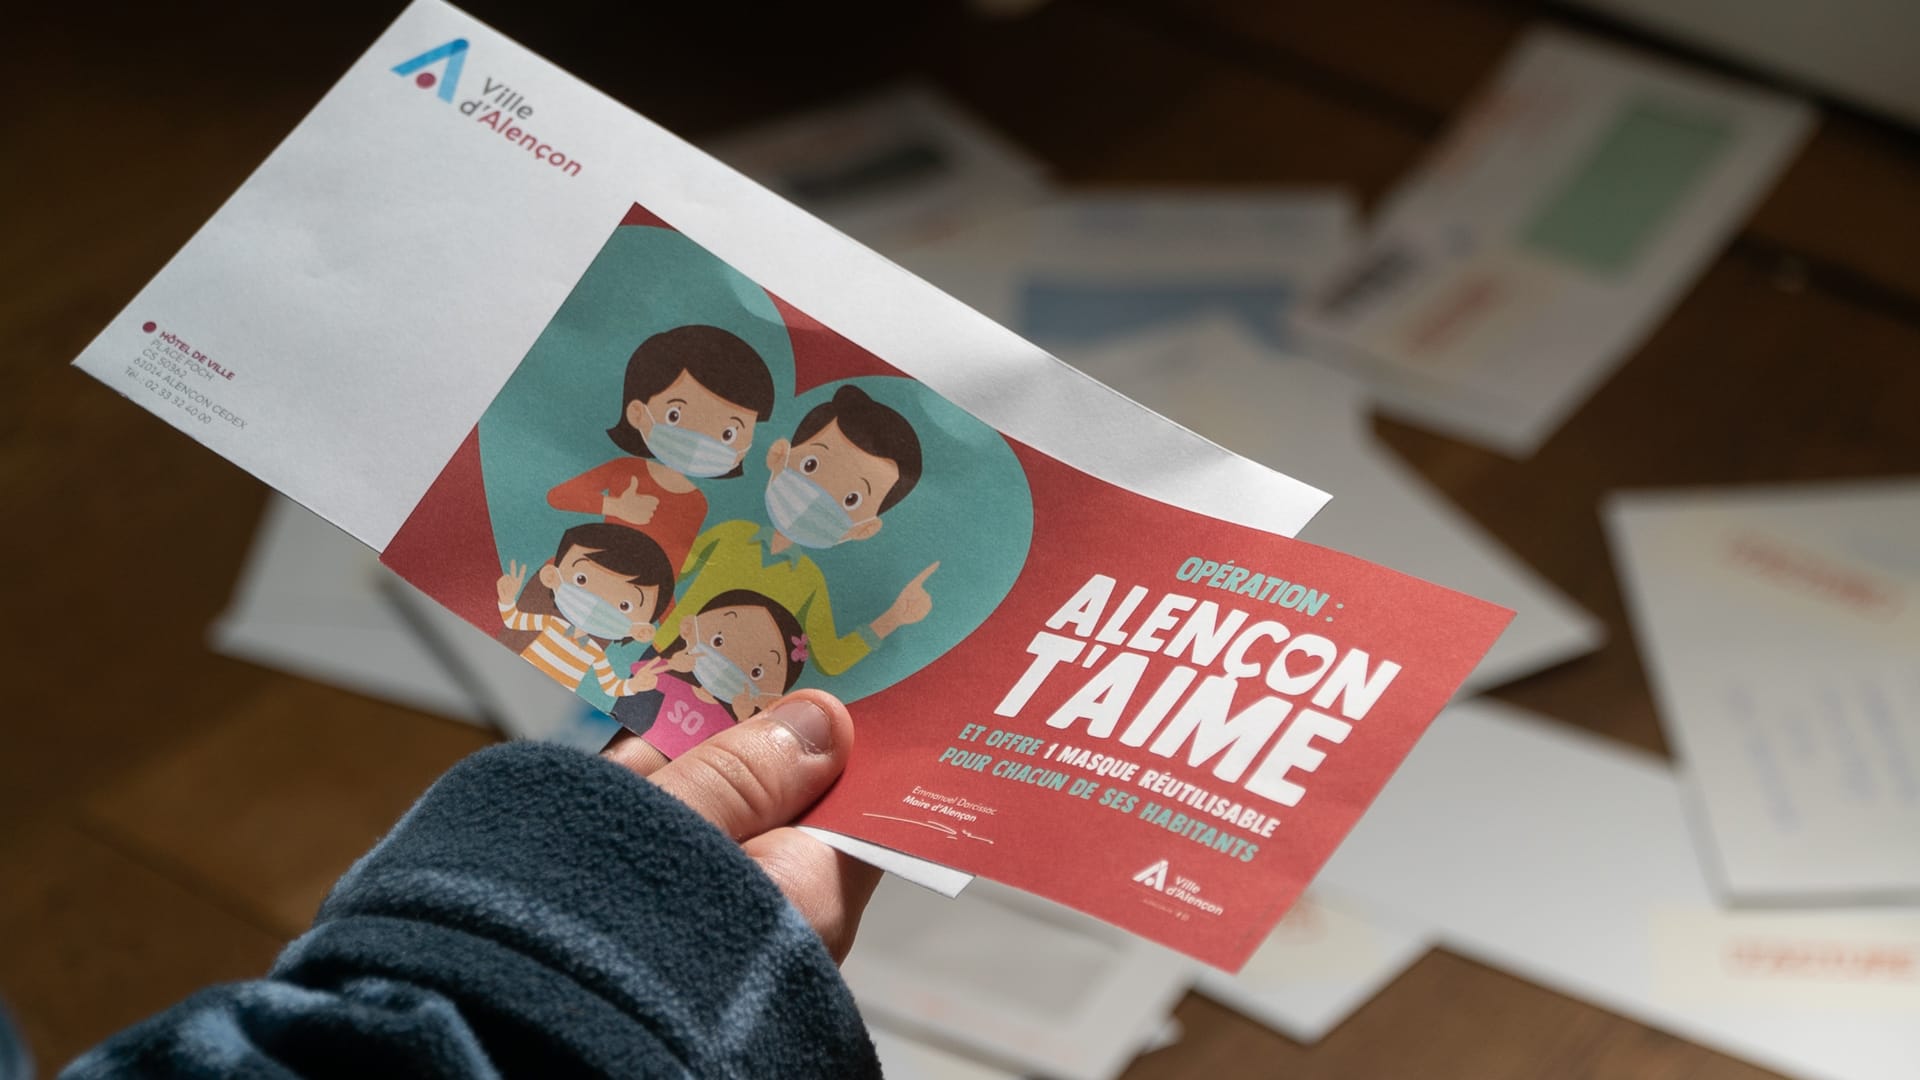 Ville
d'Alençon
HÔTEL DE VILLE
PLACE FOCH
CS 50362
61014 ALENÇON CEDEX
Tél. : 02 33 32 40 00
OPÉRATION :
ALENÇON
T'AIME
ET OFFRE 1 MASQUE RÉUTILISABLE
POUR CHACUN DE SES HABITANTS
SO
Emmanuel Darcissac
Maire d'Alençon
Ville
d'Alençon